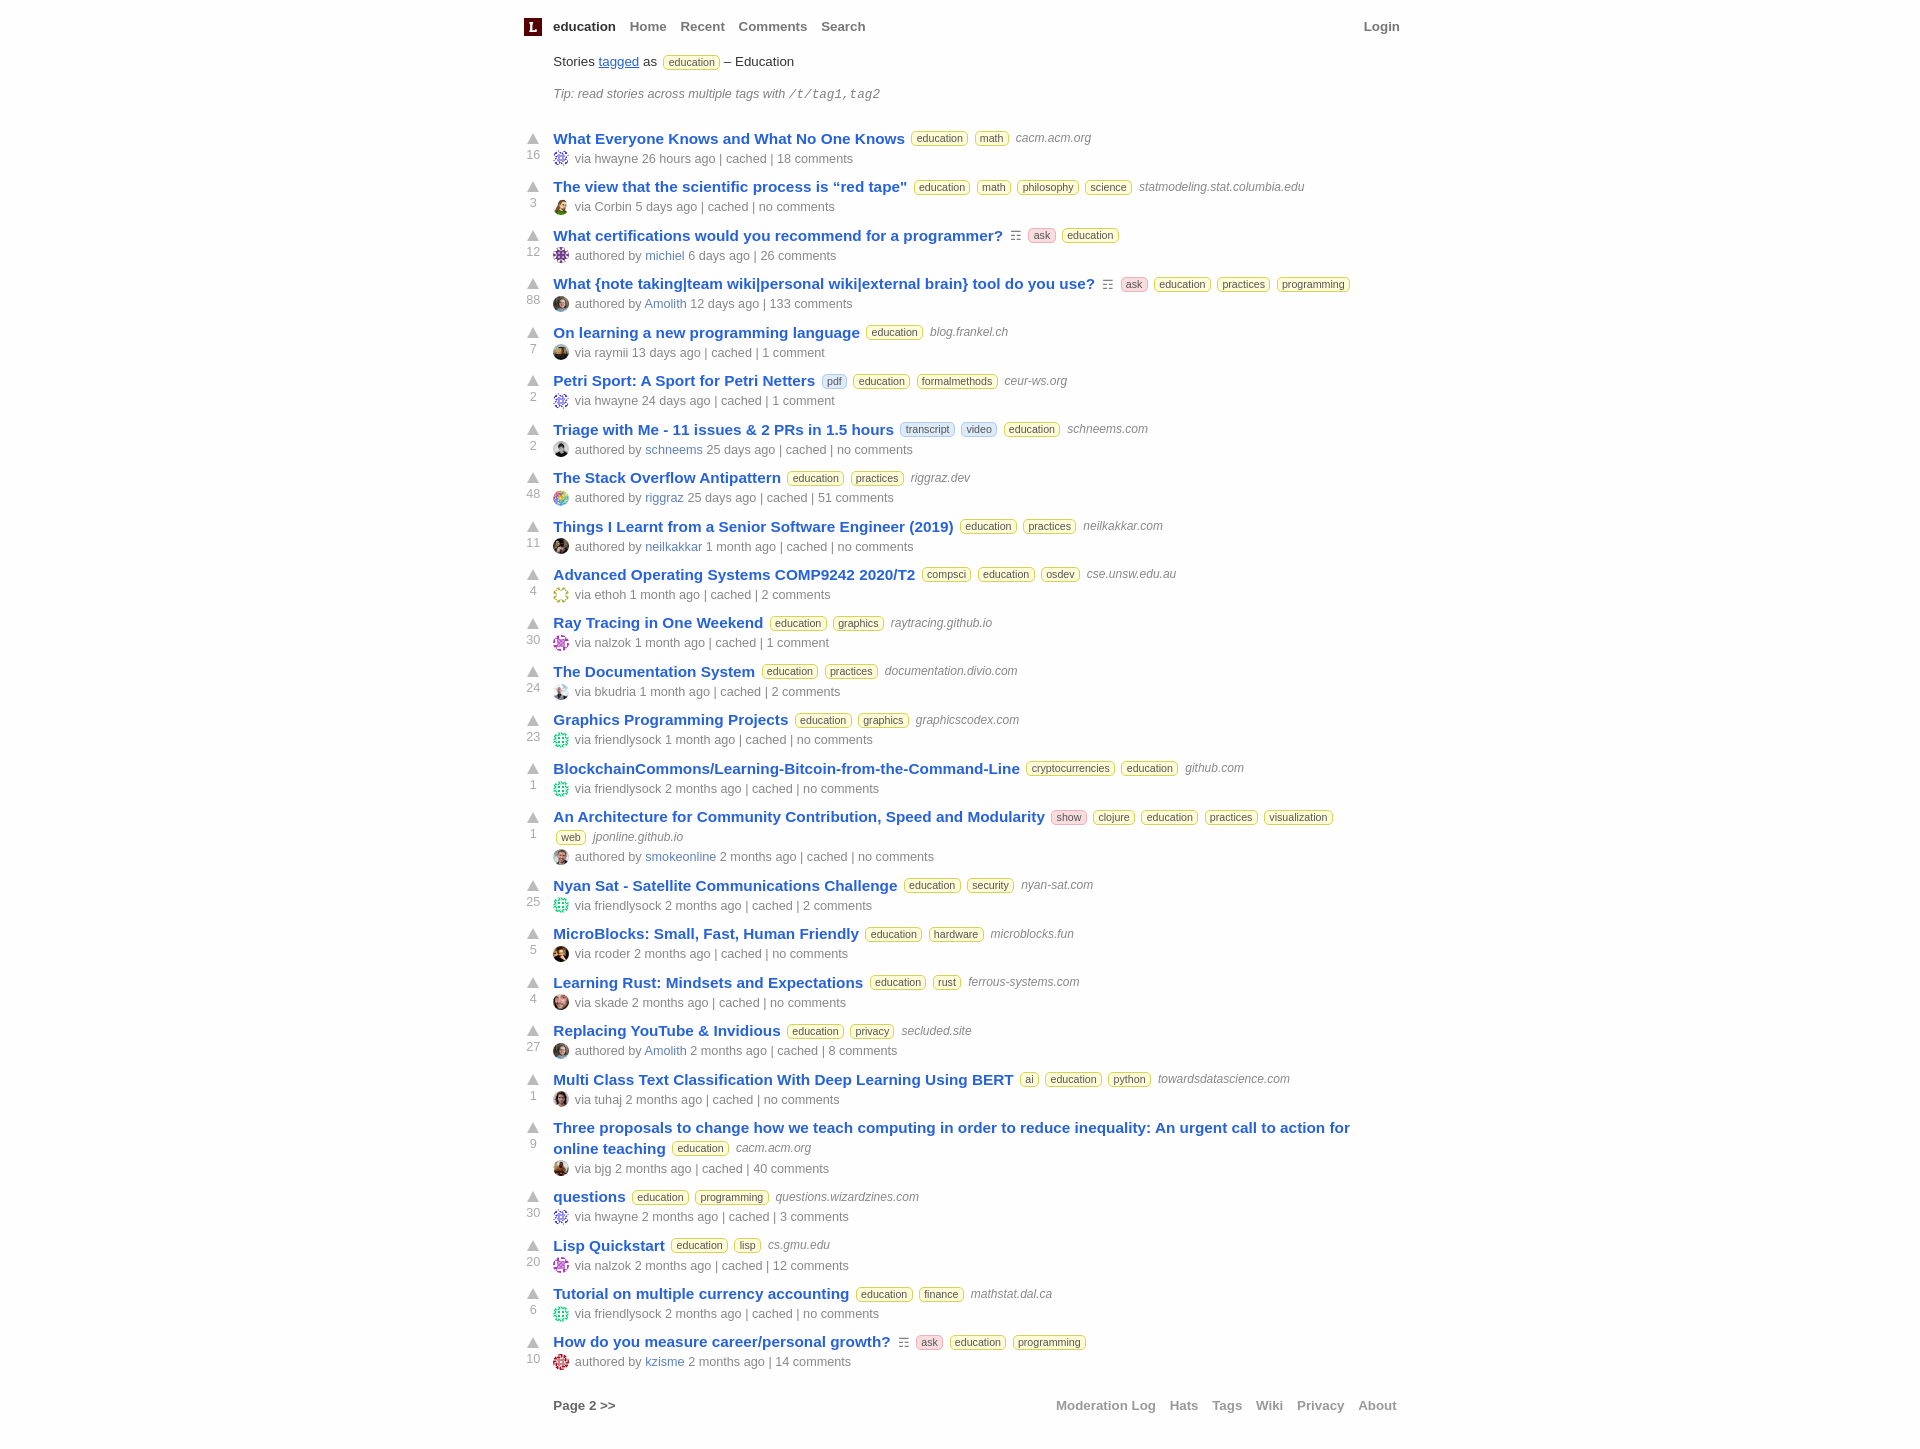 L education Home Recent Comments Search Login
Stories tagged as education – Education
Tip: read stories across multiple tags with /t/tag1,tag2
What Everyone Knows and What No One Knows education math cacm.acm.org
16 via hwayne 26 hours ago | cached | 18 comments
The view that the scientific process is “red tape" education math philosophy science statmodeling.stat.columbia.edu
3 via Corbin 5 days ago | cached | no comments
What certifications would you recommend for a programmer? ☶ ask education
12 authored by michiel 6 days ago | 26 comments
What {note taking|team wiki|personal wiki|external brain} tool do you use? ☶ ask education practices programming
88 authored by Amolith 12 days ago | 133 comments
On learning a new programming language education blog.frankel.ch
7 via raymii 13 days ago | cached | 1 comment
Petri Sport: A Sport for Petri Netters pdf education formalmethods ceur-ws.org
2 via hwayne 24 days ago | cached | 1 comment
Triage with Me - 11 issues & 2 PRs in 1.5 hours transcript video education schneems.com
2 authored by schneems 25 days ago | cached | no comments
The Stack Overflow Antipattern education practices riggraz.dev
48 authored by riggraz 25 days ago | cached | 51 comments
Things I Learnt from a Senior Software Engineer (2019) education practices neilkakkar.com
11 authored by neilkakkar 1 month ago | cached | no comments
Advanced Operating Systems COMP9242 2020/T2 compsci education osdev cse.unsw.edu.au
4 via ethoh 1 month ago | cached | 2 comments
Ray Tracing in One Weekend education graphics raytracing.github.io
30 via nalzok 1 month ago | cached | 1 comment
The Documentation System education practices documentation.divio.com
24 via bkudria 1 month ago | cached | 2 comments
Graphics Programming Projects education graphics graphicscodex.com
23 via friendlysock 1 month ago | cached | no comments
BlockchainCommons/Learning-Bitcoin-from-the-Command-Line cryptocurrencies education github.com
1 via friendlysock 2 months ago | cached | no comments
An Architecture for Community Contribution, Speed and Modularity show clojure education practices visualization
1 web jponline.github.io
authored by smokeonline 2 months ago | cached | no comments
Nyan Sat - Satellite Communications Challenge education security nyan-sat.com
25 via friendlysock 2 months ago | cached | 2 comments
MicroBlocks: Small, Fast, Human Friendly education hardware microblocks.fun
5 via rcoder 2 months ago | cached | no comments
Learning Rust: Mindsets and Expectations education rust ferrous-systems.com
4 via skade 2 months ago | cached | no comments
Replacing YouTube & Invidious education privacy secluded.site
27 authored by Amolith 2 months ago | cached | 8 comments
Multi Class Text Classification With Deep Learning Using BERT ai education python towardsdatascience.com
1 via tuhaj 2 months ago | cached | no comments
Three proposals to change how we teach computing in order to reduce inequality: An urgent call to action for
9 online teaching education cacm.acm.org
via bjg 2 months ago | cached | 40 comments
questions education programming questions.wizardzines.com
30 via hwayne 2 months ago | cached | 3 comments
Lisp Quickstart education lisp cs.gmu.edu
20 via nalzok 2 months ago | cached | 12 comments
Tutorial on multiple currency accounting education finance mathstat.dal.ca
6 via friendlysock 2 months ago | cached | no comments
How do you measure career/personal growth? ☶ ask education programming
10 authored by kzisme 2 months ago | 14 comments
Page 2 >> Moderation Log Hats Tags Wiki Privacy About